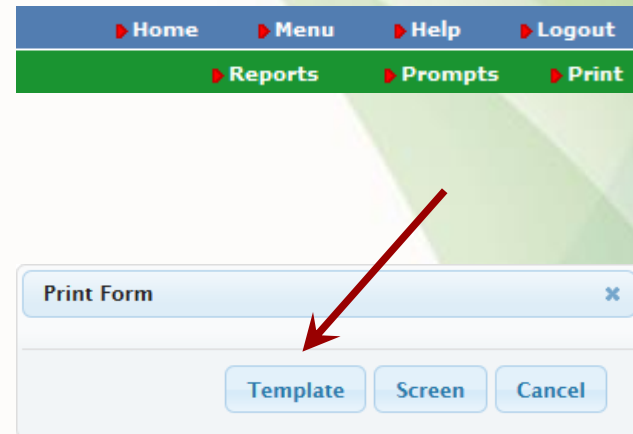 Home Menu Help Logout
Reports Prompts Print
Print Form
Template Screen Cancel